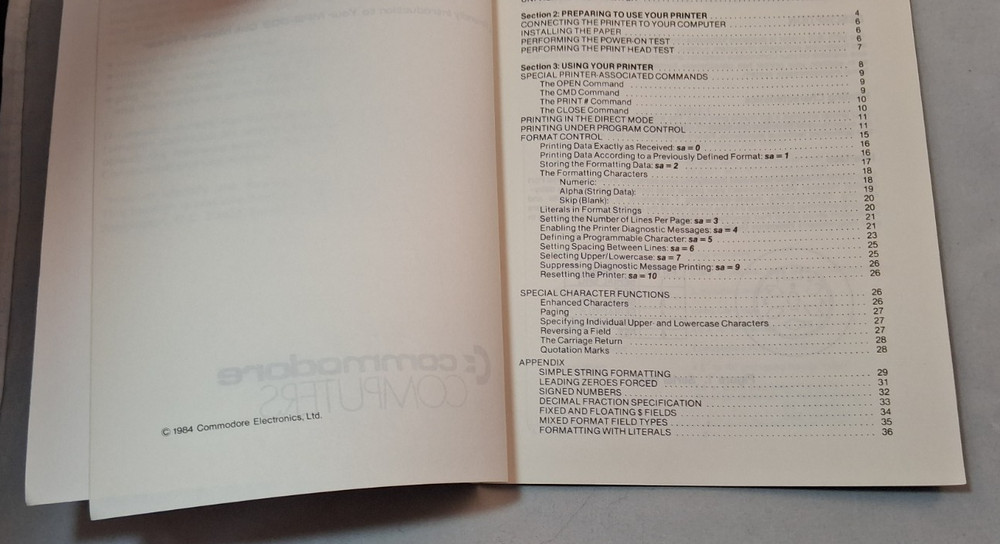 © 1984 Commodore Electronics, Ltd.
Section 2: PREPARING TO USE YOUR PRINTER 4
CONNECTING THE PRINTER TO YOUR COMPUTER 6
INSTALLING THE PAPER 6
PERFORMING THE POWER-ON TEST 6
PERFORMING THE PRINT HEAD TEST 7
Section 3: USING YOUR PRINTER 8
SPECIAL PRINTER-ASSOCIATED COMMANDS 9
The OPEN Command 9
The CMD Command 9
The PRINT# Command 10
The CLOSE Command 10
PRINTING IN THE DIRECT MODE 11
PRINTING UNDER PROGRAM CONTROL 11
FORMAT CONTROL 15
Printing Data Exactly as Received: sa = 0 16
Printing Data According to a Previously Defined Format: sa = 1 16
Storing the Formatting Data: sa = 2 17
The Formatting Characters 18
Numeric: 18
Alpha (String Data): 19
Skip (Blank): 20
Literals in Format Strings 20
Setting the Number of Lines Per Page: sa = 3 21
Enabling the Printer Diagnostic Messages: sa = 4 21
Defining a Programmable Character: sa = 5 23
Setting Spacing Between Lines: sa = 6 25
Selecting Upper/Lowercase: sa = 7 25
Suppressing Diagnostic Message Printing: sa = 9 26
Resetting the Printer: sa = 10 26
SPECIAL CHARACTER FUNCTIONS 26
Enhanced Characters 26
Paging 27
Specifying Individual Upper- and Lowercase Characters 27
Reversing a Field 27
The Carriage Return 28
Quotation Marks 28
APPENDIX
SIMPLE STRING FORMATTING 29
LEADING ZEROES FORCED 31
SIGNED NUMBERS 32
DECIMAL FRACTION SPECIFICATION 33
FIXED AND FLOATING $ FIELDS 34
MIXED FORMAT FIELD TYPES 35
FORMATTING WITH LITERALS 36
commodore
COMPUTERS